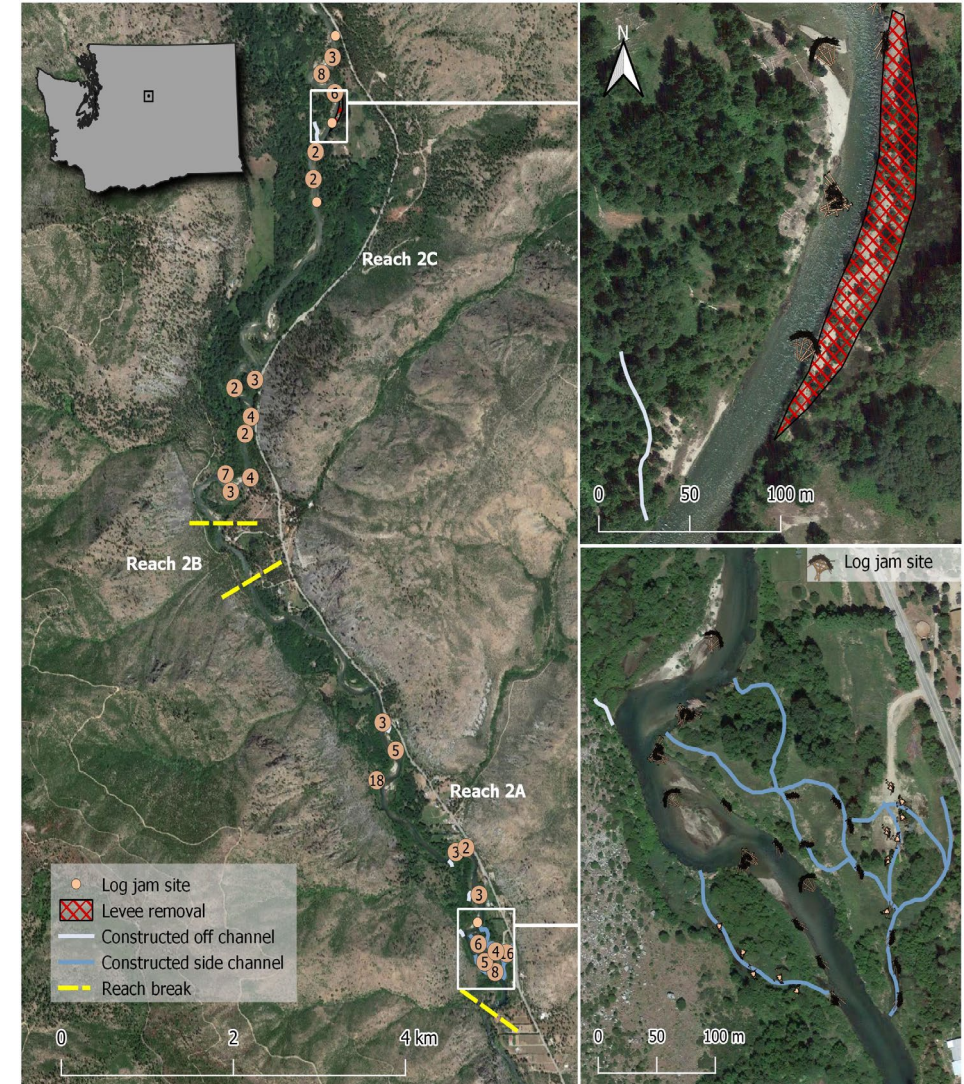 3
8
6
2
2
Reach 2C
3
2
4
2
7
4
3
Reach 2B
3
5
18
Reach 2A
3 2
3
6
4 16
5
8
Log jam site
Levee removal
Constructed off channel
Constructed side channel
Reach break
0 2 4 km
N
0 50 100 m
Log jam site
0 50 100 m